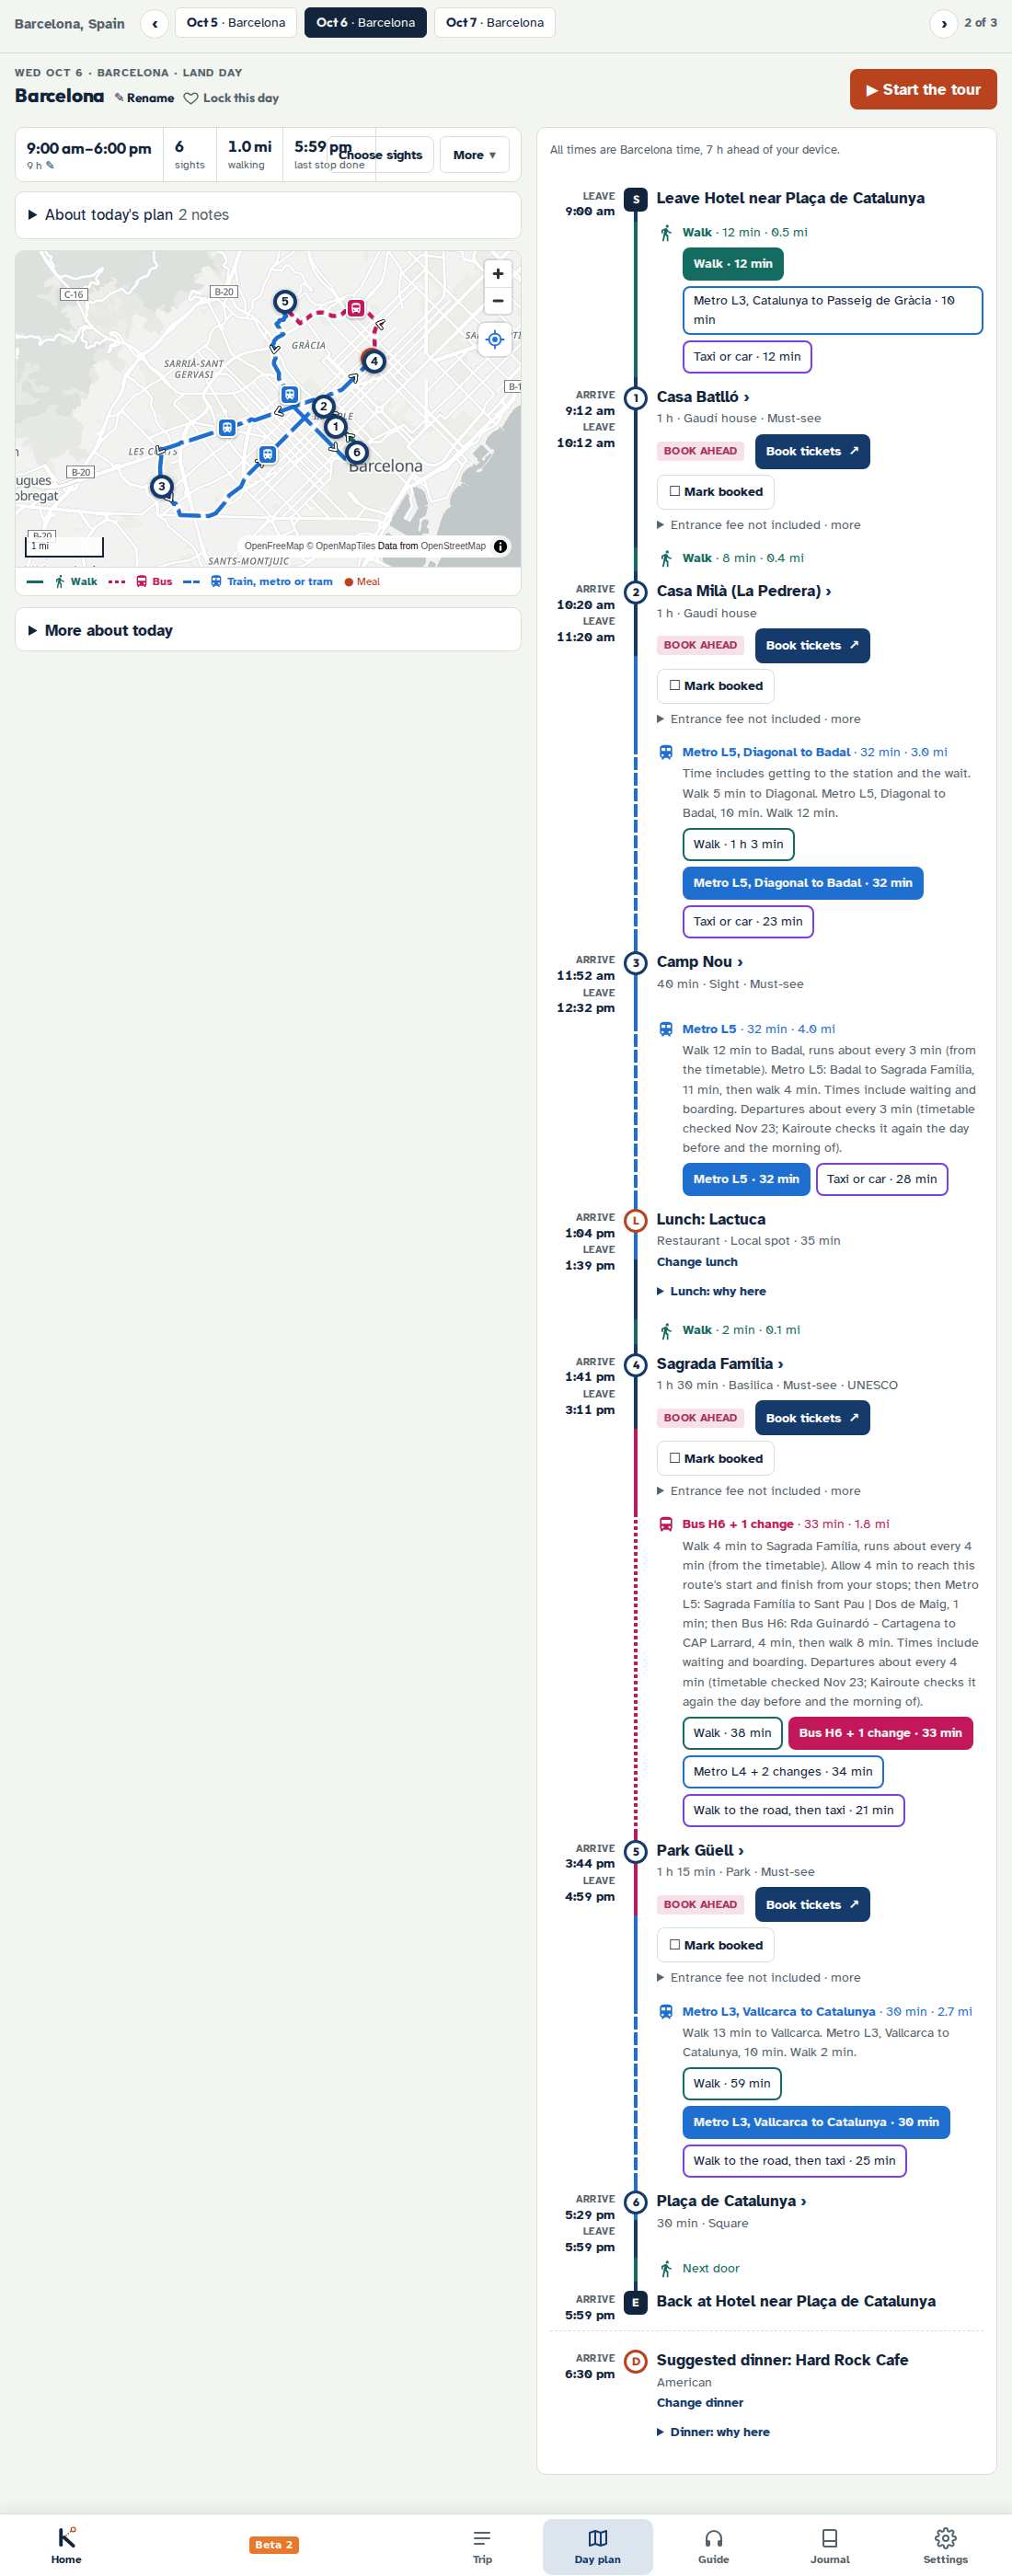 Barcelona, Spain
‹
Oct 5 · Barcelona
Oct 6 · Barcelona
Oct 7 · Barcelona
›
2 of 3
WED OCT 6 · BARCELONA · LAND DAY
Barcelona
✎ Rename
Lock this day
▶ Start the tour
9:00 am–6:00 pm
9 h ✎
6
sights
1.0 mi
walking
5:59 pm
last stop done
Choose sights
More ▾
▶ About today's plan 2 notes
C-16
B-20
5
GRÀCIA
SARRIÀ-SANT
GERVASI
4
2
1
6
LES CORTS
Barcelona
B-20
3
1 mi
SANTS-MONTJUÏC
OpenFreeMap © OpenMapTiles Data from OpenStreetMap
+
−
Walk
Bus
Train, metro or tram
Meal
▶ More about today
All times are Barcelona time, 7 h ahead of your device.
LEAVE
9:00 am
S
Leave Hotel near Plaça de Catalunya
Walk · 12 min · 0.5 mi
Walk · 12 min
Metro L3, Catalunya to Passeig de Gràcia · 10
min
Taxi or car · 12 min
ARRIVE
9:12 am
LEAVE
10:12 am
1
Casa Batlló ›
1 h · Gaudí house · Must-see
BOOK AHEAD
Book tickets ↗
☐ Mark booked
▶ Entrance fee not included · more
Walk · 8 min · 0.4 mi
ARRIVE
10:20 am
LEAVE
11:20 am
2
Casa Milà (La Pedrera) ›
1 h · Gaudí house
BOOK AHEAD
Book tickets ↗
☐ Mark booked
▶ Entrance fee not included · more
Metro L5, Diagonal to Badal · 32 min · 3.0 mi
Time includes getting to the station and the wait.
Walk 5 min to Diagonal. Metro L5, Diagonal to
Badal, 10 min. Walk 12 min.
Walk · 1 h 3 min
Metro L5, Diagonal to Badal · 32 min
Taxi or car · 23 min
ARRIVE
11:52 am
LEAVE
12:32 pm
3
Camp Nou ›
40 min · Sight · Must-see
Metro L5 · 32 min · 4.0 mi
Walk 12 min to Badal, runs about every 3 min (from
the timetable). Metro L5: Badal to Sagrada Família,
11 min, then walk 4 min. Times include waiting and
boarding. Departures about every 3 min (timetable
checked Nov 23; Kairoute checks it again the day
before and the morning of).
Metro L5 · 32 min
Taxi or car · 28 min
ARRIVE
1:04 pm
LEAVE
1:39 pm
L
Lunch: Lactuca
Restaurant · Local spot · 35 min
Change lunch
▶ Lunch: why here
Walk · 2 min · 0.1 mi
ARRIVE
1:41 pm
LEAVE
3:11 pm
4
Sagrada Família ›
1 h 30 min · Basilica · Must-see · UNESCO
BOOK AHEAD
Book tickets ↗
☐ Mark booked
▶ Entrance fee not included · more
Bus H6 + 1 change · 33 min · 1.8 mi
Walk 4 min to Sagrada Família, runs about every 4
min (from the timetable). Allow 4 min to reach this
route's start and finish from your stops; then Metro
L5: Sagrada Família to Sant Pau | Dos de Maig, 1
min; then Bus H6: Rda Guinardó - Cartagena to
CAP Larrard, 4 min, then walk 8 min. Times include
waiting and boarding. Departures about every 4
min (timetable checked Nov 23; Kairoute checks it
again the day before and the morning of).
Walk · 38 min
Bus H6 + 1 change · 33 min
Metro L4 + 2 changes · 34 min
Walk to the road, then taxi · 21 min
ARRIVE
3:44 pm
LEAVE
4:59 pm
5
Park Güell ›
1 h 15 min · Park · Must-see
BOOK AHEAD
Book tickets ↗
☐ Mark booked
▶ Entrance fee not included · more
Metro L3, Vallcarca to Catalunya · 30 min · 2.7 mi
Walk 13 min to Vallcarca. Metro L3, Vallcarca to
Catalunya, 10 min. Walk 2 min.
Walk · 59 min
Metro L3, Vallcarca to Catalunya · 30 min
Walk to the road, then taxi · 25 min
ARRIVE
5:29 pm
LEAVE
5:59 pm
6
Plaça de Catalunya ›
30 min · Square
Next door
ARRIVE
5:59 pm
E
Back at Hotel near Plaça de Catalunya
ARRIVE
6:30 pm
D
Suggested dinner: Hard Rock Cafe
American
Change dinner
▶ Dinner: why here
Home
Beta 2
Trip
Day plan
Guide
Journal
Settings